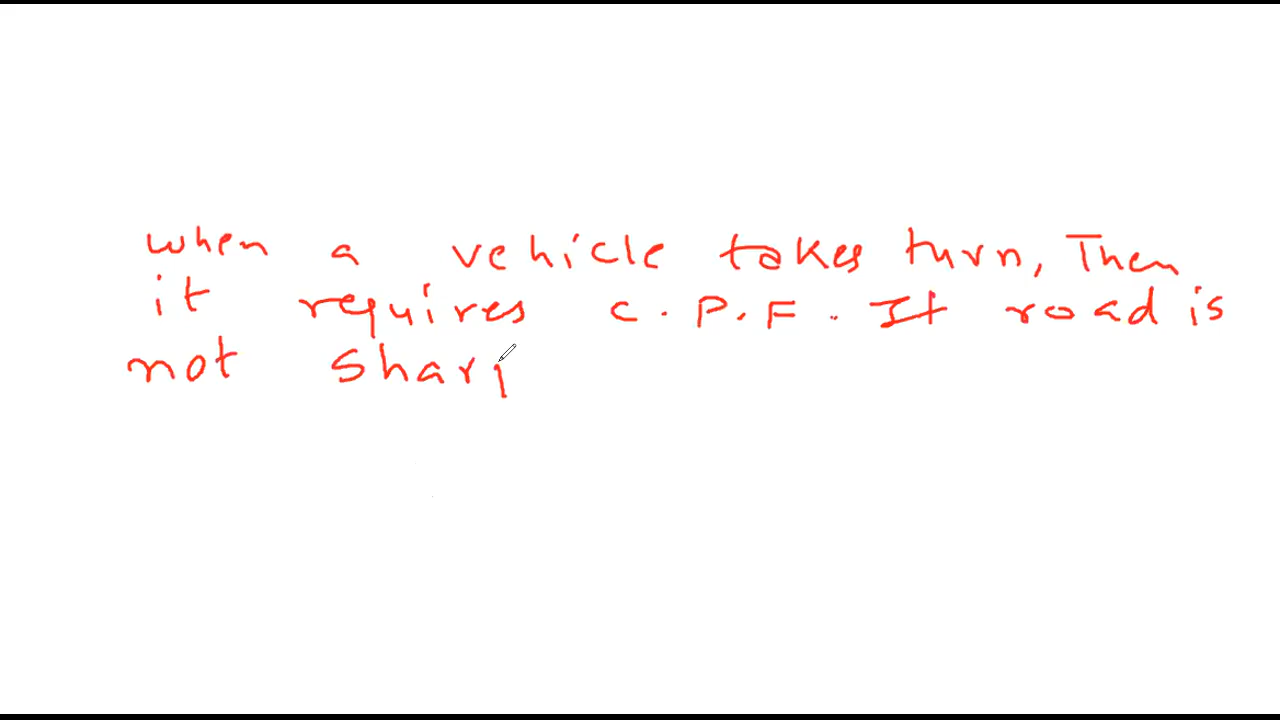 when a vehicle takes turn, Then
it requires C.P.F. If road is
not shar